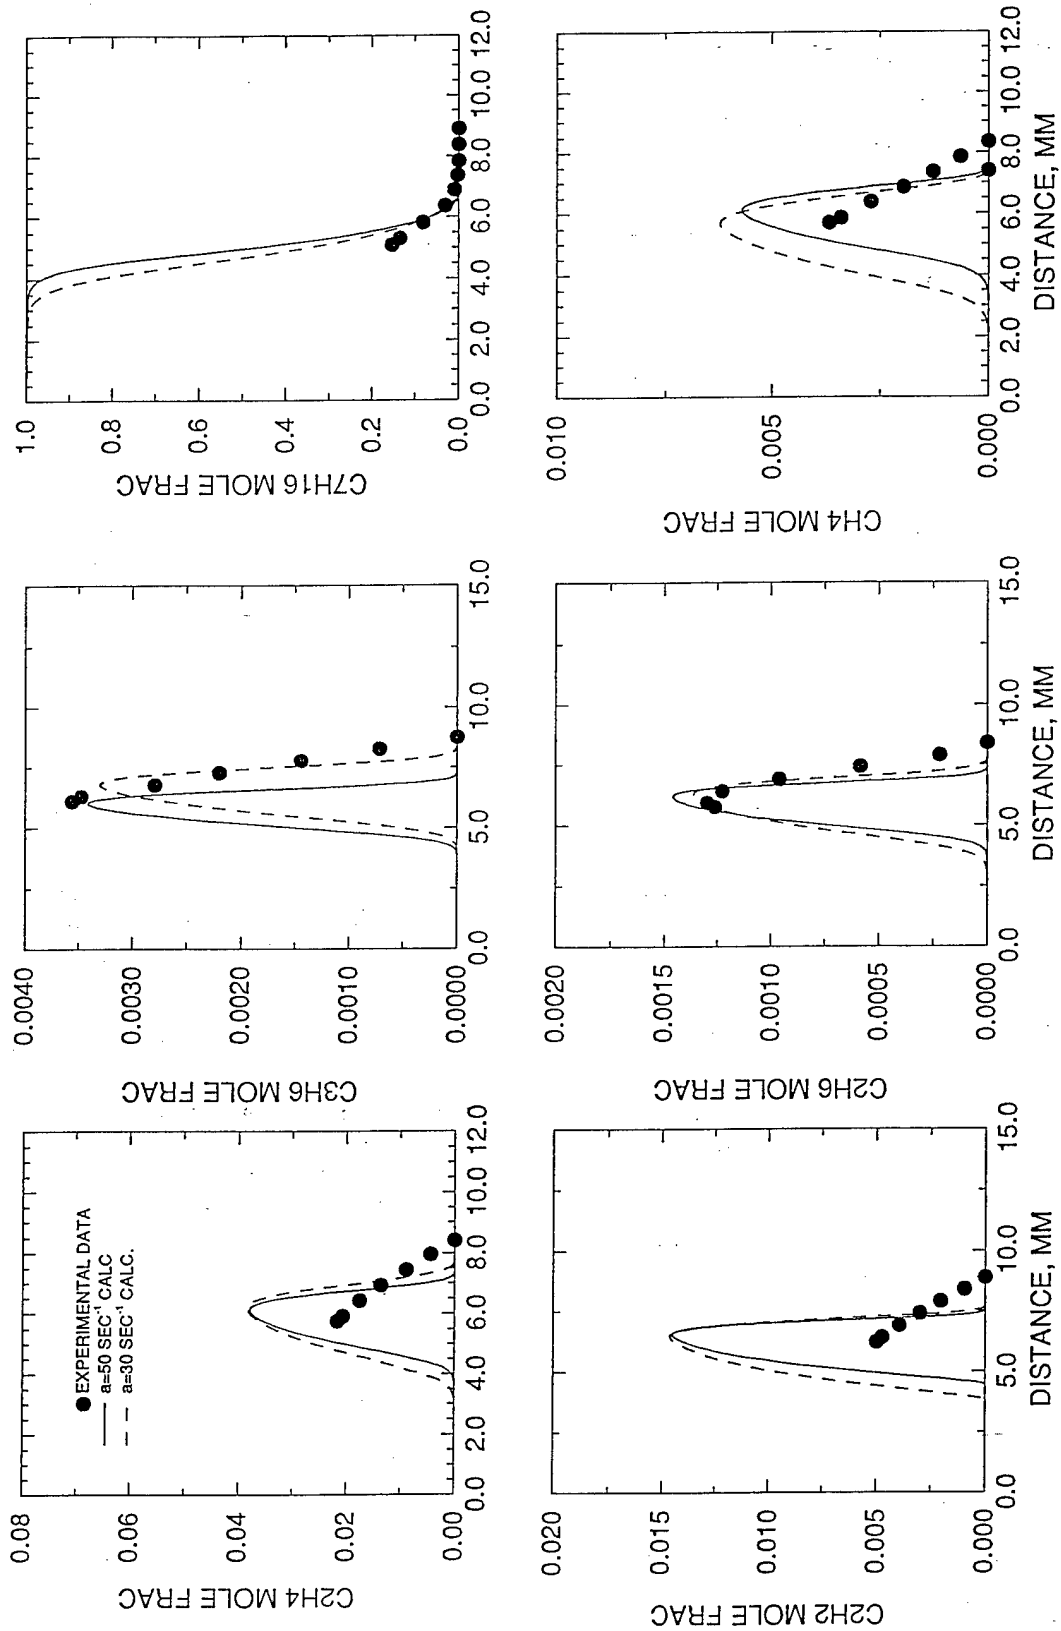 C2H4 MOLE FRAC
0.08
0.06
0.04
0.02
0.00
0.0 2.0 4.0 6.0 8.0 10.0 12.0
EXPERIMENTAL DATA
a=50 SEC⁻¹ CALC
a=30 SEC⁻¹ CALC.
C3H6 MOLE FRAC
0.0040
0.0030
0.0020
0.0010
0.0000
0.0 5.0 10.0 15.0
C7H16 MOLE FRAC
1.0
0.8
0.6
0.4
0.2
0.0
0.0 2.0 4.0 6.0 8.0 10.0 12.0
C2H2 MOLE FRAC
0.020
0.015
0.010
0.005
0.000
0.0 5.0 10.0 15.0
DISTANCE, MM
C2H6 MOLE FRAC
0.0020
0.0015
0.0010
0.0005
0.0000
0.0 5.0 10.0 15.0
DISTANCE, MM
CH4 MOLE FRAC
0.010
0.005
0.000
0.0 2.0 4.0 6.0 8.0 10.0 12.0
DISTANCE, MM